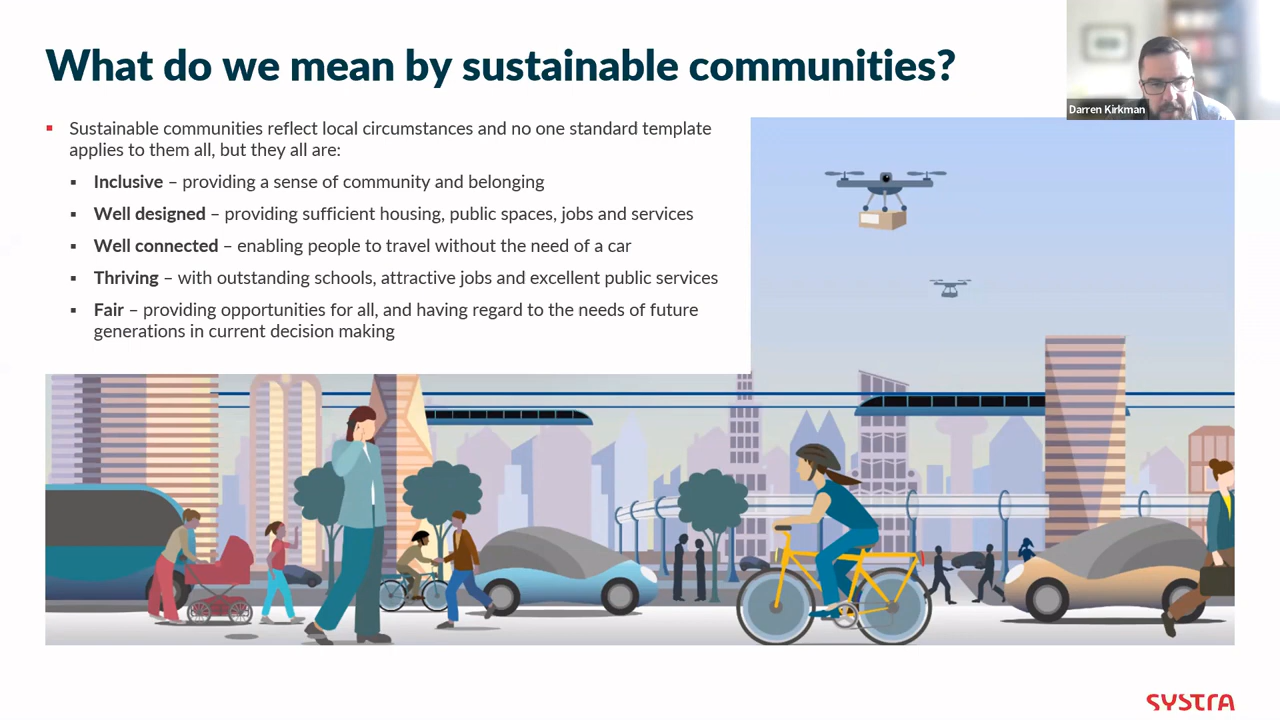 What do we mean by sustainable communities?
Darren Kirkman
Sustainable communities reflect local circumstances and no one standard template
applies to them all, but they all are:
Inclusive – providing a sense of community and belonging
Well designed – providing sufficient housing, public spaces, jobs and services
Well connected – enabling people to travel without the need of a car
Thriving – with outstanding schools, attractive jobs and excellent public services
Fair – providing opportunities for all, and having regard to the needs of future
generations in current decision making
SYSTRA